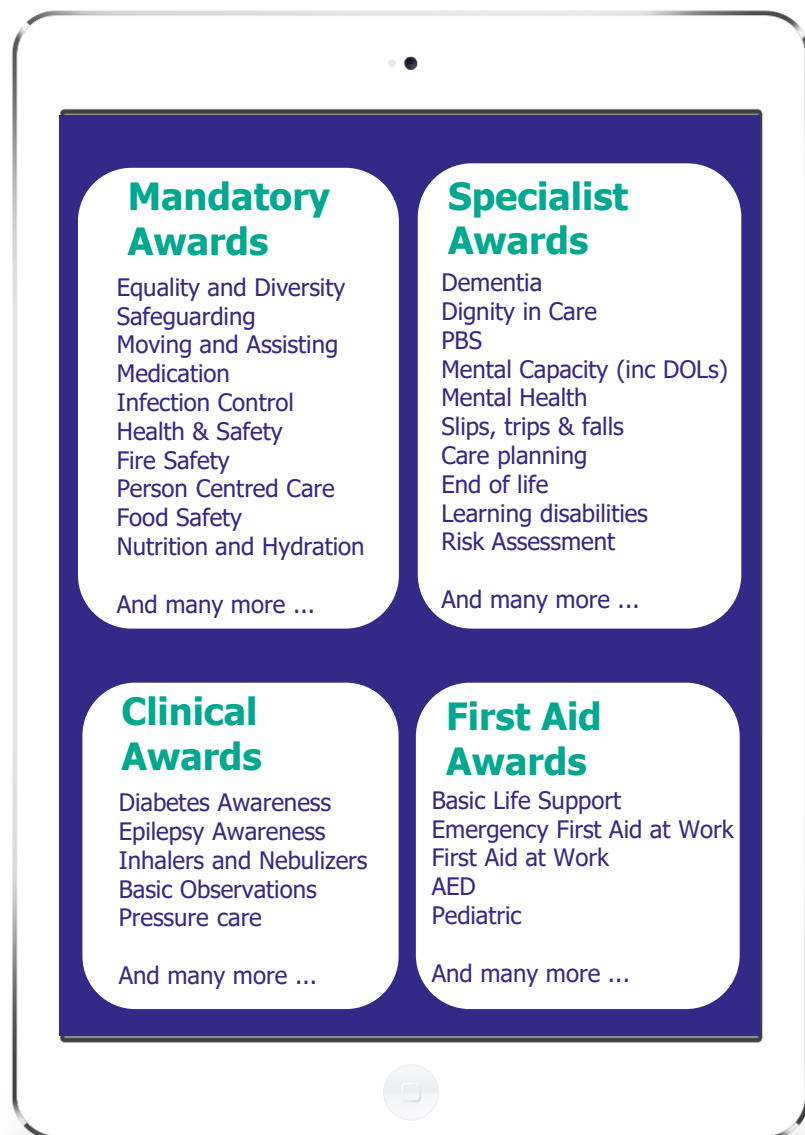 Mandatory
Awards
Equality and Diversity
Safeguarding
Moving and Assisting
Medication
Infection Control
Health & Safety
Fire Safety
Person Centred Care
Food Safety
Nutrition and Hydration
And many more ...
Specialist
Awards
Dementia
Dignity in Care
PBS
Mental Capacity (inc DOLs)
Mental Health
Slips, trips & falls
Care planning
End of life
Learning disabilities
Risk Assessment
And many more ...
Clinical
Awards
Diabetes Awareness
Epilepsy Awareness
Inhalers and Nebulizers
Basic Observations
Pressure care
And many more ...
First Aid
Awards
Basic Life Support
Emergency First Aid at Work
First Aid at Work
AED
Pediatric
And many more ...